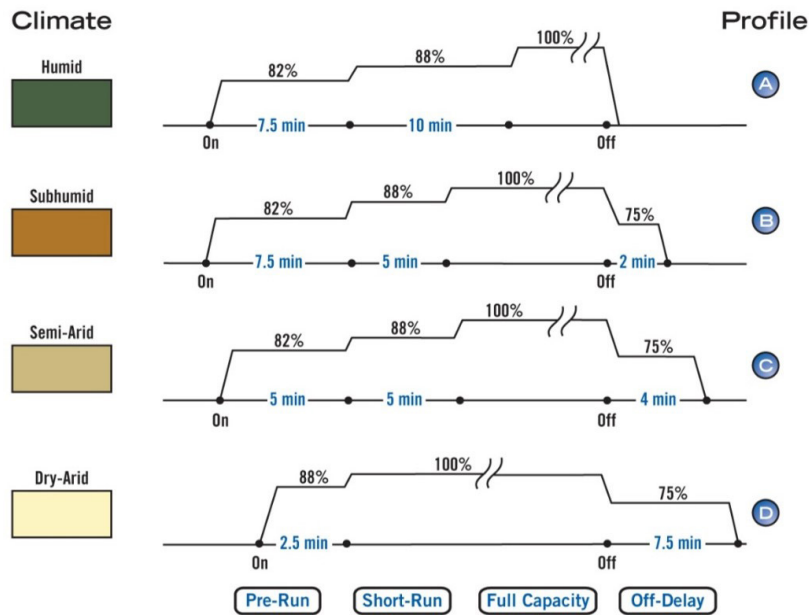 Climate
Profile
Humid
82%
88%
100%
A
7.5 min
10 min
On
Off
Subhumid
82%
88%
100%
75%
B
7.5 min
5 min
2 min
On
Off
Semi-Arid
82%
88%
100%
75%
C
5 min
5 min
4 min
On
Off
Dry-Arid
88%
100%
75%
D
2.5 min
7.5 min
On
Off
Pre-Run
Short-Run
Full Capacity
Off-Delay